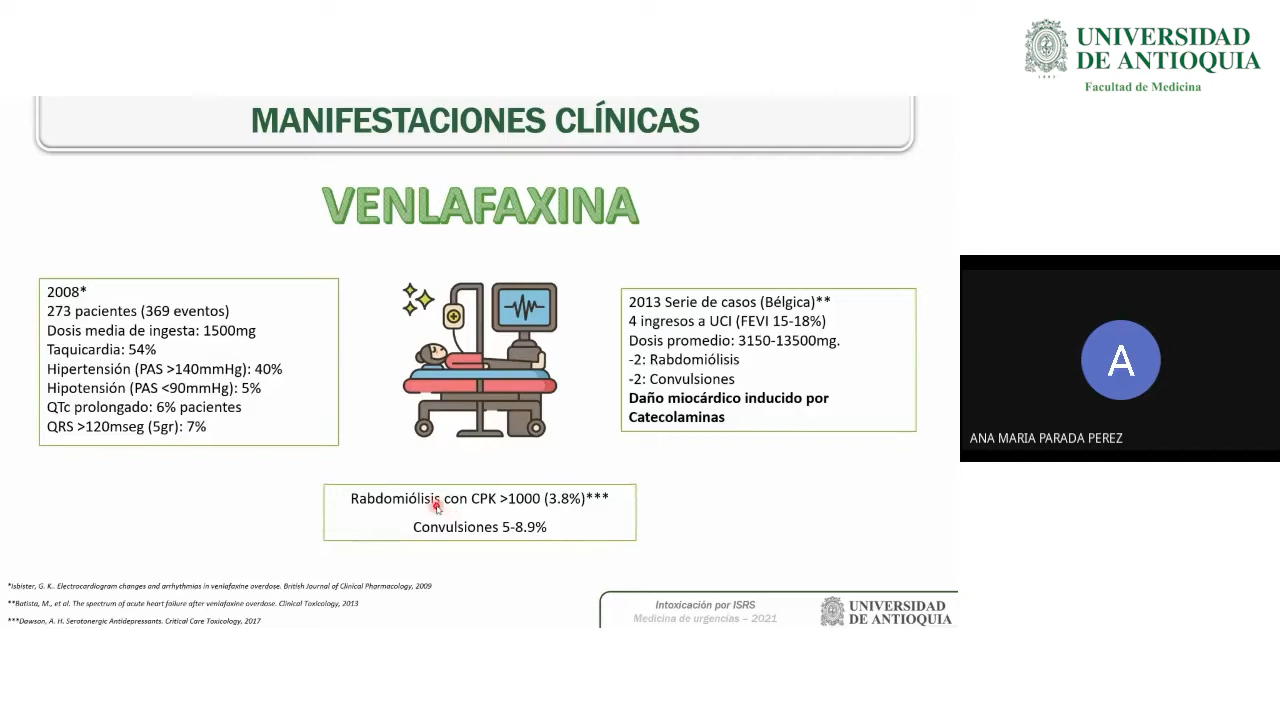 UNIVERSIDAD
DE ANTIOQUIA
1803
Facultad de Medicina
MANIFESTACIONES CLÍNICAS
VENLAFAXINA
2008*
273 pacientes (369 eventos)
Dosis media de ingesta: 1500mg
Taquicardia: 54%
Hipertensión (PAS >140mmHg): 40%
Hipotensión (PAS <90mmHg): 5%
QTc prolongado: 6% pacientes
QRS >120mseg (5gr): 7%
2013 Serie de casos (Bélgica)**
4 ingresos a UCI (FEVI 15-18%)
Dosis promedio: 3150-13500mg.
-2: Rabdomiólisis
-2: Convulsiones
Daño miocárdico inducido por
Catecolaminas
Rabdomiólisis con CPK >1000 (3.8%)***
Convulsiones 5-8.9%
*Isbister, G. K.. Electrocardiogram changes and arrhythmias in venlafaxine overdose. British Journal of Clinical Pharmacology, 2009
**Batista, M., et al. The spectrum of acute heart failure after venlafaxine overdose. Clinical Toxicology, 2013
***Dawson, A. H. Serotonergic Antidepressants. Critical Care Toxicology, 2017
Intoxicación por ISRS
Medicina de urgencias – 2021
UNIVERSIDAD
DE ANTIOQUIA
A
ANA MARIA PARADA PEREZ